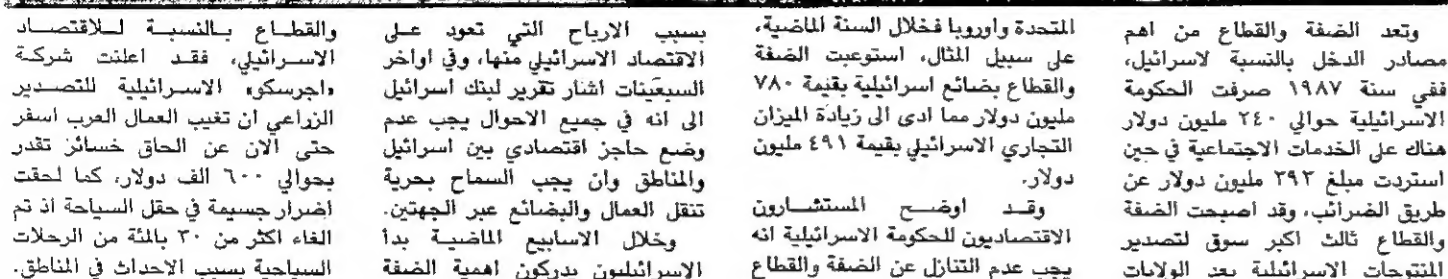 وتعد الضفة والقطاع من اهم
مصادر الدخل بالنسبة لاسرائيل،
ففي سنة ١٩٨٧ صرفت الحكومة
الاسرائيلية حوالي ٢٤٠ مليون دولار
هناك على الخدمات الاجتماعية في حين
استردت مبلغ ٣٩٣ مليون دولار عن
طريق الضرائب، وقد اصبحت الضفة
والقطاع ثالث اكبر سوق لتصدير
المنتوجات الاسرائيلية بعد الولايات
المتحدة واوروبا فخلال السنة الماضية،
على سبيل المثال، استوعبت الضفة
والقطاع بضائع اسرائيلية بقيمة ٧٨٠
مليون دولار مما ادى الى زيادة الميزان
التجاري الاسرائيلي بقيمة ٤٩١ مليون
دولار.
وقد اوضح المستشارون
الاقتصاديون للحكومة الاسرائيلية انه
يجب عدم التنازل عن الضفة والقطاع
بسبب الارباح التي تعود على
الاقتصاد الاسرائيلي منها، وفي اواخر
السبعينات اشار تقرير لبنك اسرائيل
الى انه في جميع الاحوال يجب عدم
وضع حاجز اقتصادي بين اسرائيل
والمناطق وان يجب السماح بحرية
تنقل العمال والبضائع عبر الجهتين.
وخلال الاسابيع الماضية بدأ
الاسرائيليون يدركون اهمية الضفة
والقطاع بالنسبة للاقتصاد
الاسرائيلي، فقد اعلنت شركة
«اجرسكو» الاسرائيلية للتصدير
الزراعي ان تغيب العمال العرب اسفر
حتى الآن عن الحاق خسائر تقدر
بحوالي ٦٠٠ الف دولار، كما لحقت
اضرار جسيمة في حقل السياحة اذ تم
الغاء اكثر من ٣٠ بالمئة من الرحلات
السياحية بسبب الاحداث في المناطق.